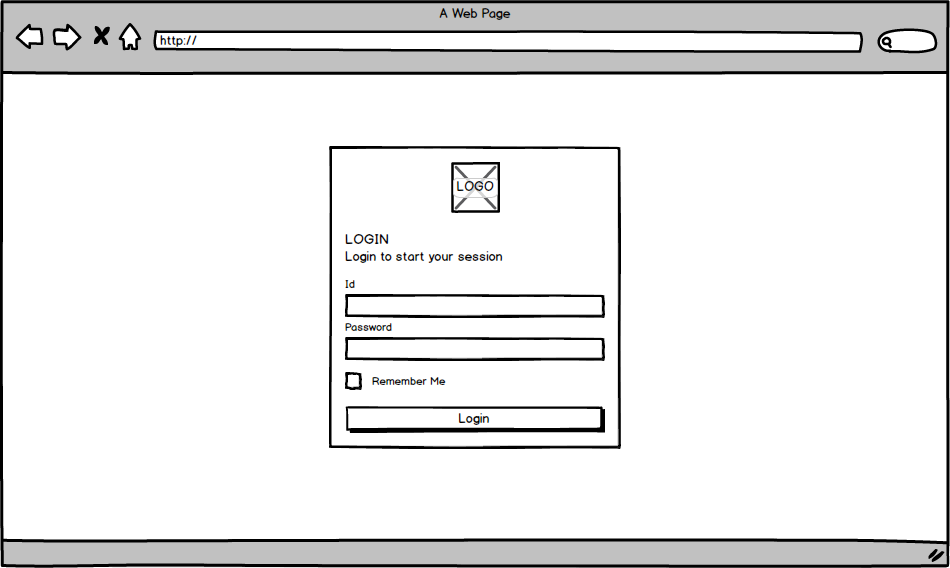 A Web Page
http://
LOGO
LOGIN
Login to start your session
Id
Password
Remember Me
Login